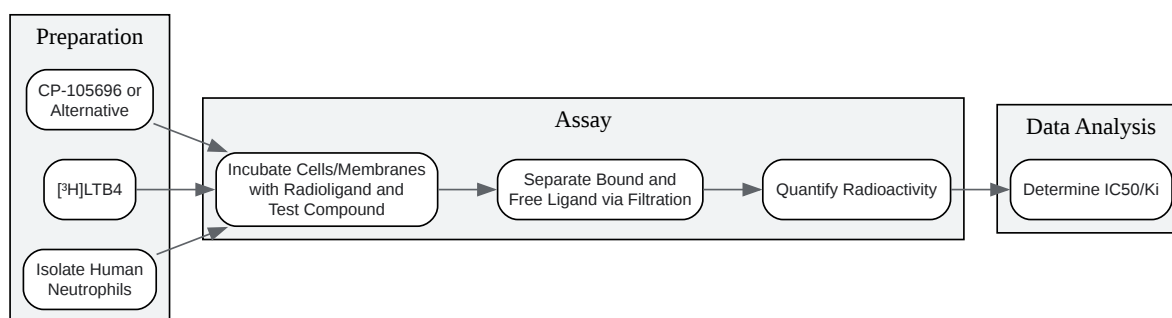 Preparation
CP-105696 or
Alternative
[³H]LTB4
Isolate Human
Neutrophils
Assay
Incubate Cells/Membranes
with Radioligand and
Test Compound
Separate Bound and
Free Ligand via Filtration
Quantify Radioactivity
Data Analysis
Determine IC50/Ki